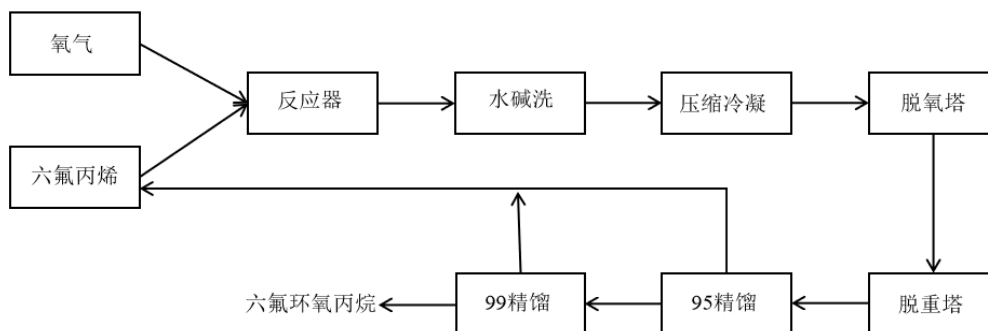 氧气
反应器
水碱洗
压缩冷凝
脱氧塔
六氟丙烯
六氟环氧丙烷
99精馏
95精馏
脱重塔